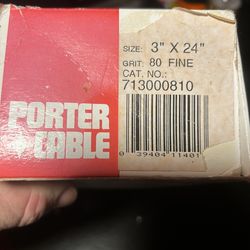 SIZE: 3" X 24"
GRIT: 80 FINE
CAT. NO.:
713000810
PORTER
CABLE
0 39404 11401